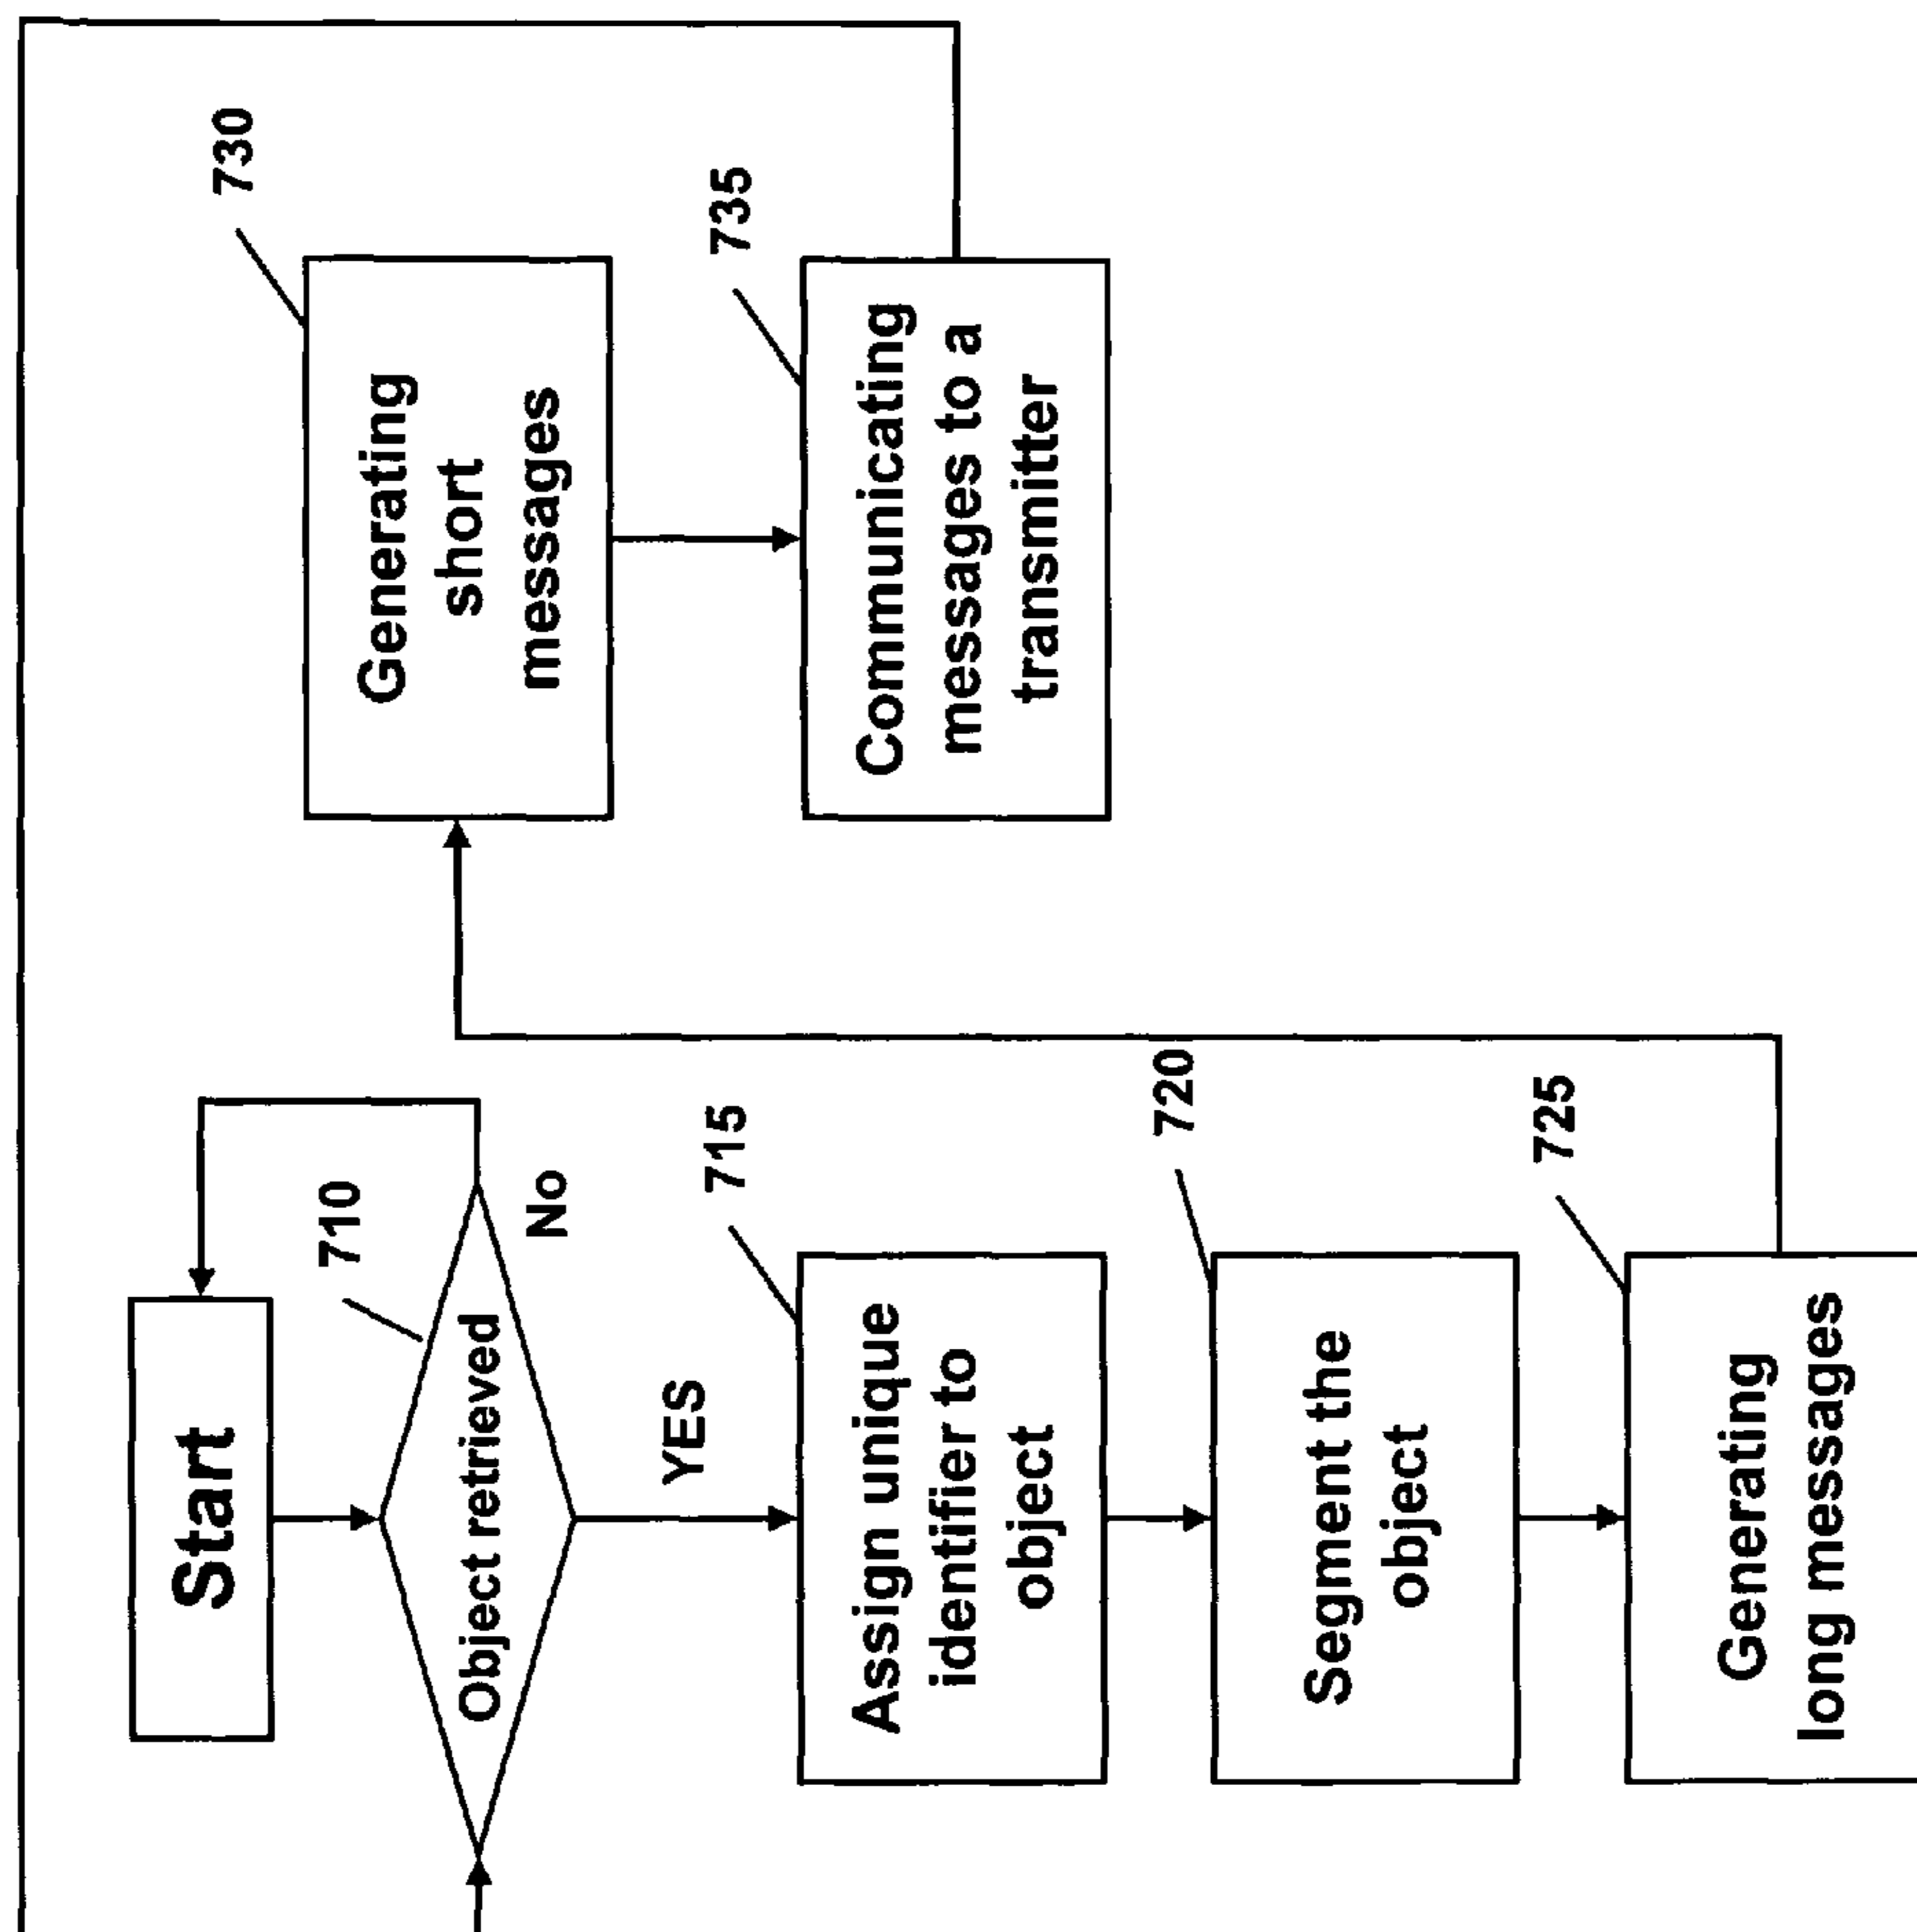 Start
710
Object retrieved
No
YES
715
Assign unique
identifier to
object
720
Segment the
object
725
Generating
long messages
730
Generating
short
messages
735
Communicating
messages to a
transmitter